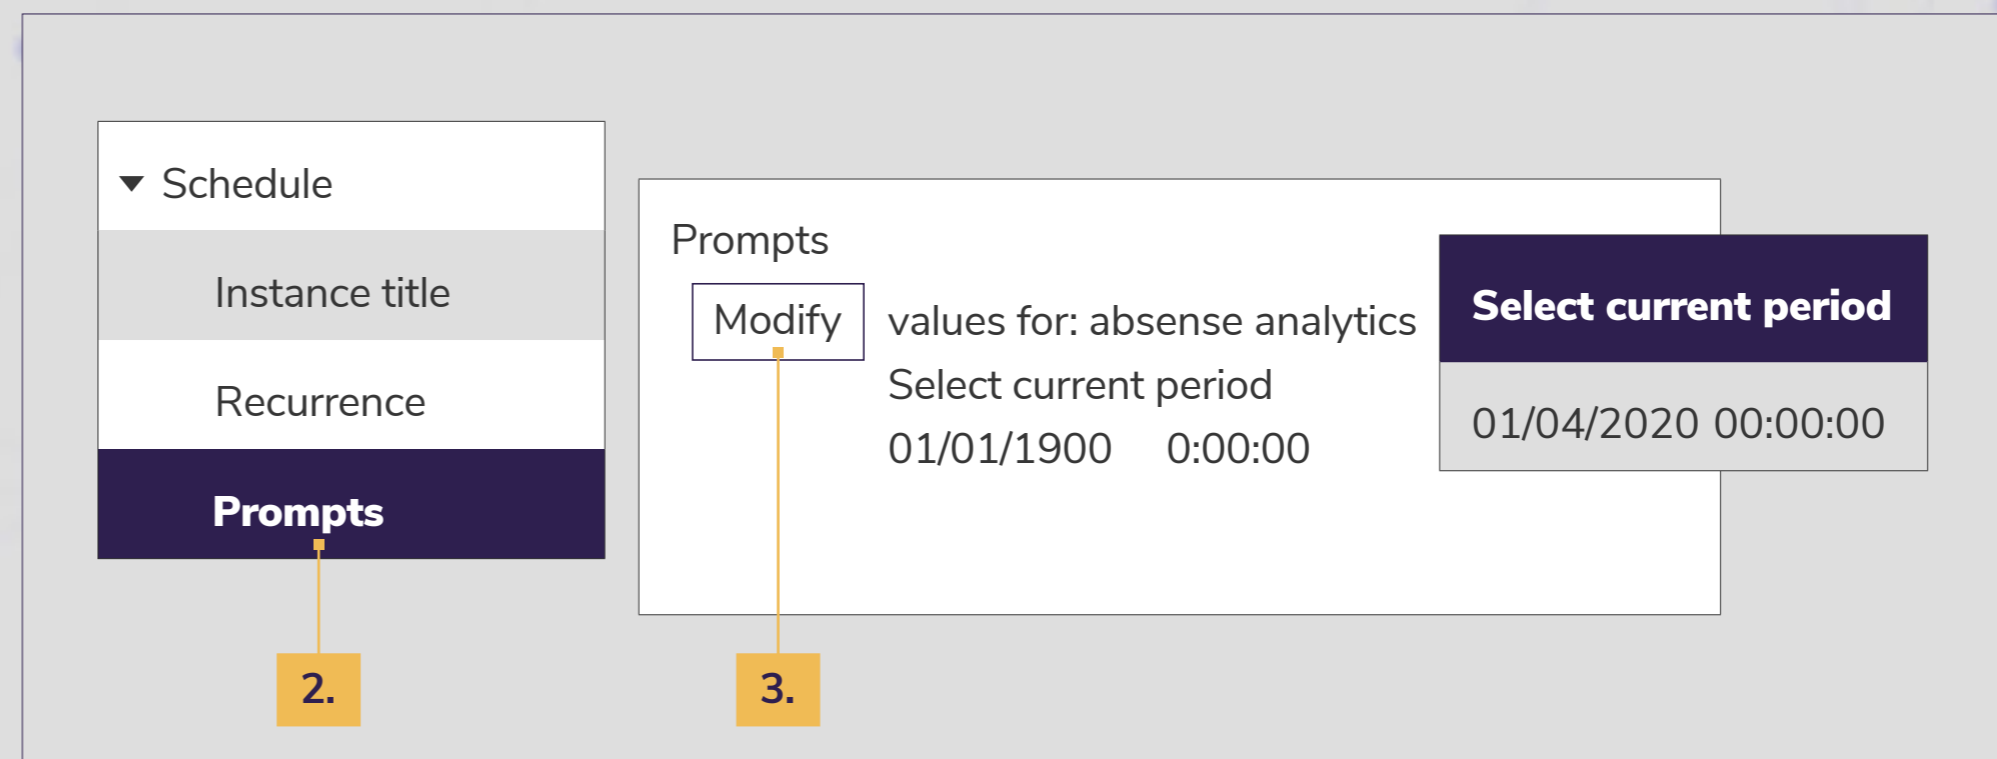 Schedule
Instance title
Recurrence
Prompts
2.
Prompts
Modify values for: absense analytics
Select current period
01/01/1900 0:00:00
3.
Select current period
01/04/2020 00:00:00